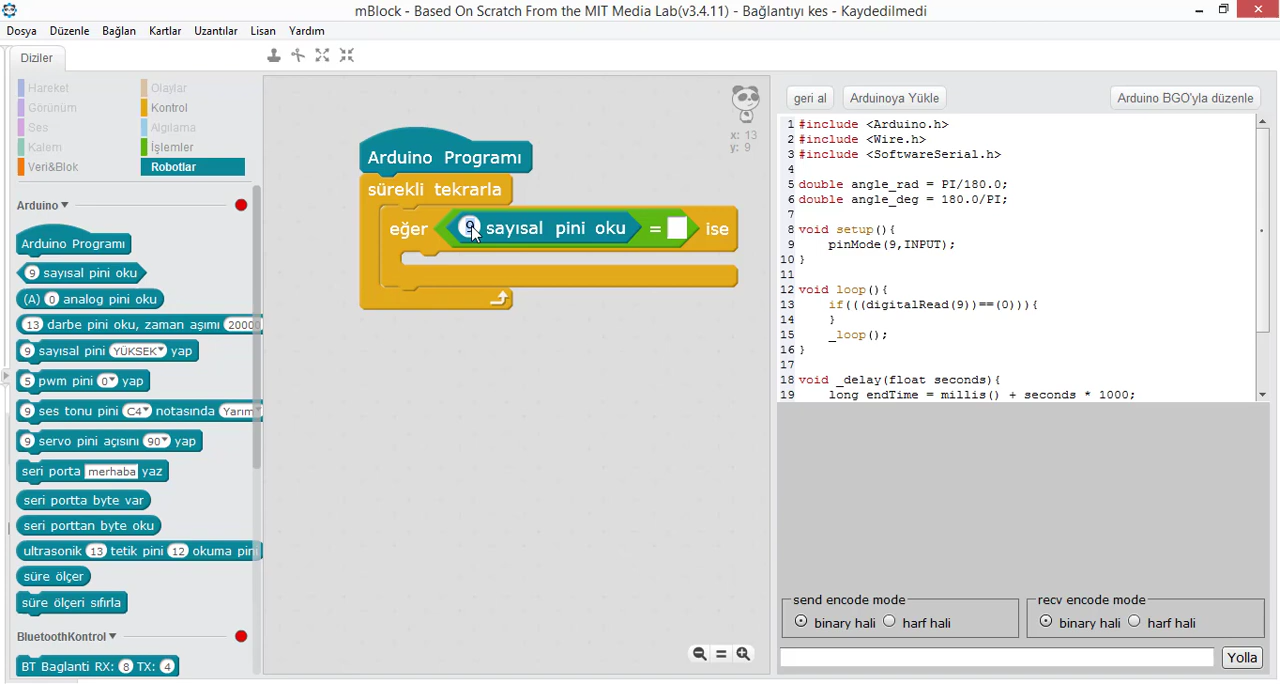 mBlock - Based On Scratch From the MIT Media Lab(v3.4.11) - Bağlantıyı kes - Kaydedilmedi
Dosya Düzenle Bağlan Kartlar Uzantılar Lisan Yardım
Diziler
Hareket Olaylar
Görünüm Kontrol
Ses Algılama
Kalem İşlemler
Veri&Blok Robotlar
Arduino
Arduino Programı
9 sayısal pini oku
(A) 0 analog pini oku
13 darbe pini oku, zaman aşımı 20000
9 sayısal pini YÜKSEK yap
5 pwm pini 0 yap
9 ses tonu pini C4 notasında Yarım
9 servo pini açısını 90 yap
seri porta merhaba yaz
seri portta byte var
seri porttan byte oku
ultrasonik 13 tetik pini 12 okuma pini
süre ölçer
süre ölçeri sıfırla
BluetoothKontrol
BT Baglanti RX: 8 TX: 4
Arduino Programı
sürekli tekrarla
eğer 9 sayısal pini oku = ise
x: 13
y: 9
geri al Arduinoya Yükle Arduino BGO'yla düzenle
1 #include <Arduino.h>
2 #include <Wire.h>
3 #include <SoftwareSerial.h>
4
5 double angle_rad = PI/180.0;
6 double angle_deg = 180.0/PI;
7
8 void setup(){
9 pinMode(9,INPUT);
10 }
11
12 void loop(){
13 if(((digitalRead(9))==(0))){
14 }
15 _loop();
16 }
17
18 void _delay(float seconds){
19 long endTime = millis() + seconds * 1000;
send encode mode
binary hali harf hali
recv encode mode
binary hali harf hali
Yolla